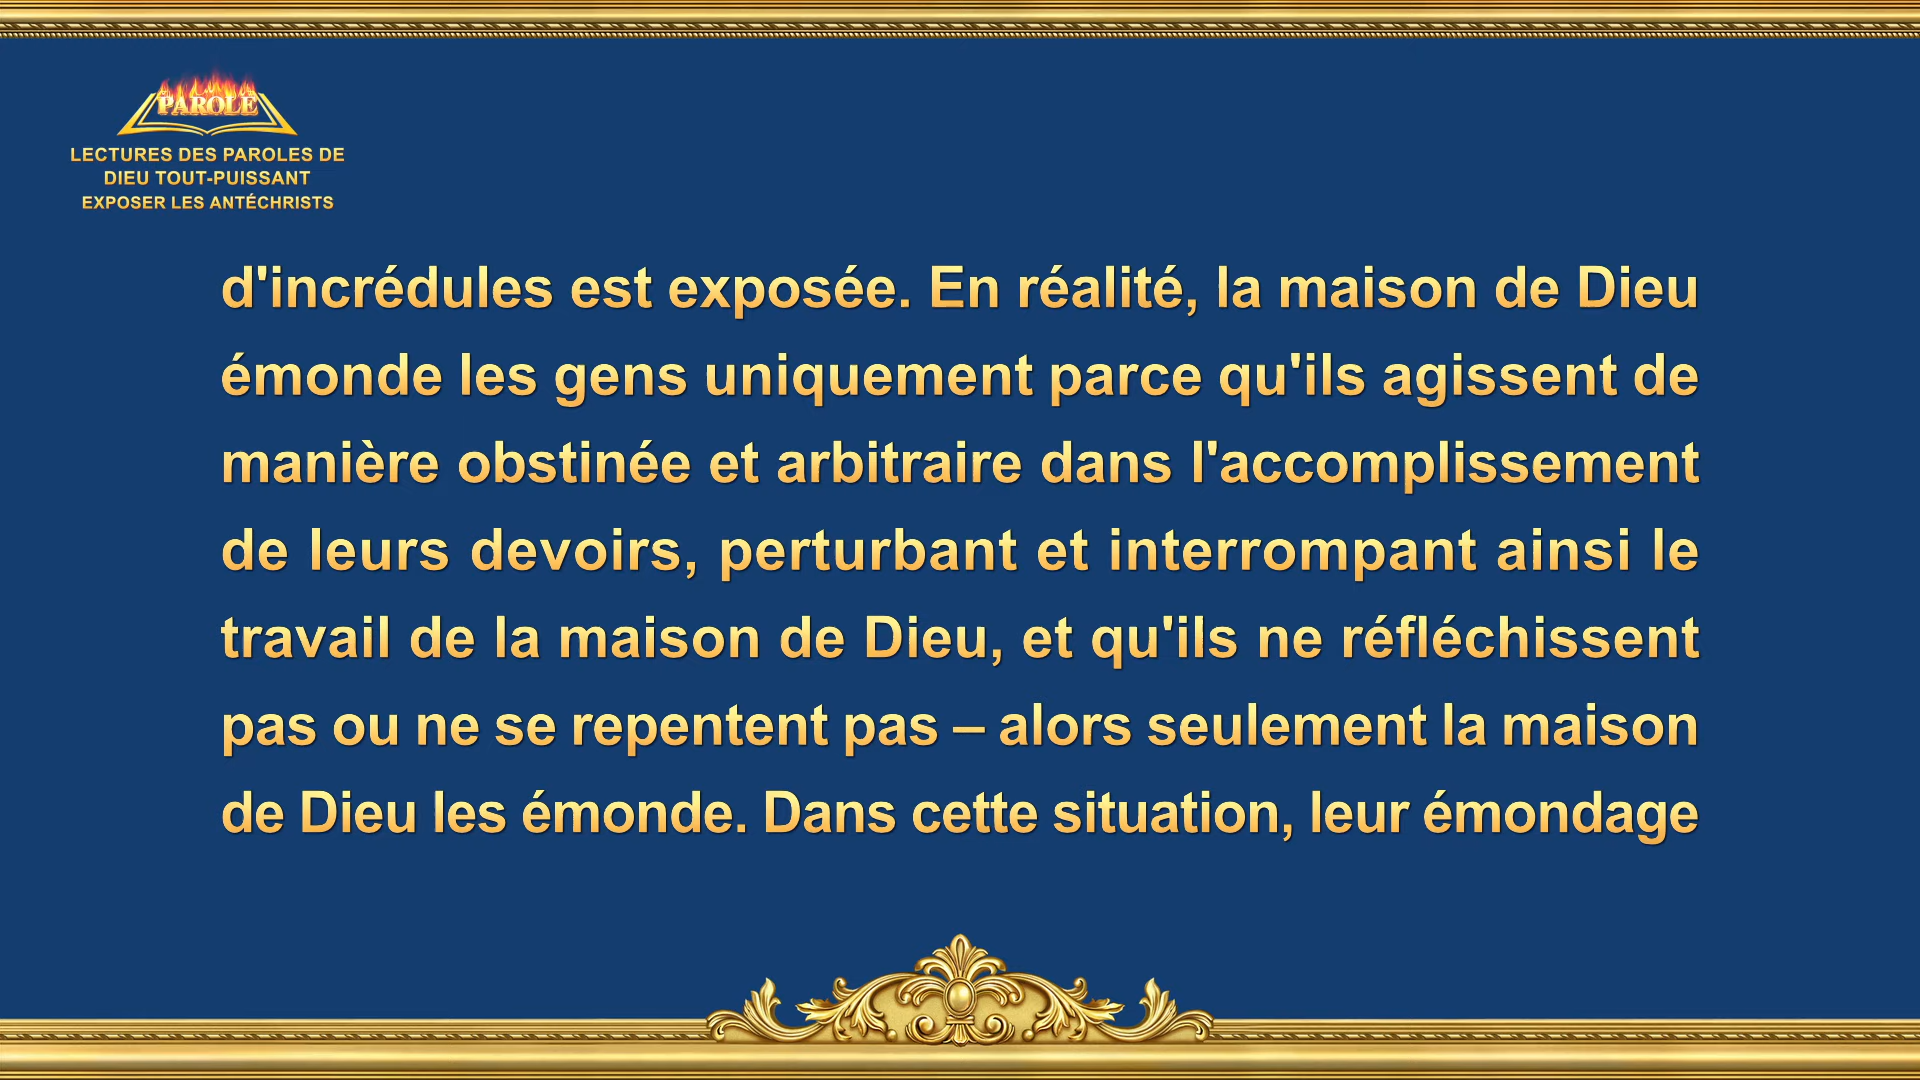 PAROLE
LECTURES DES PAROLES DE
DIEU TOUT-PUISSANT
EXPOSER LES ANTÉCHRISTS
d'incrédules est exposée. En réalité, la maison de Dieu
émonde les gens uniquement parce qu'ils agissent de
manière obstinée et arbitraire dans l'accomplissement
de leurs devoirs, perturbant et interrompant ainsi le
travail de la maison de Dieu, et qu'ils ne réfléchissent
pas ou ne se repentent pas – alors seulement la maison
de Dieu les émonde. Dans cette situation, leur émondage